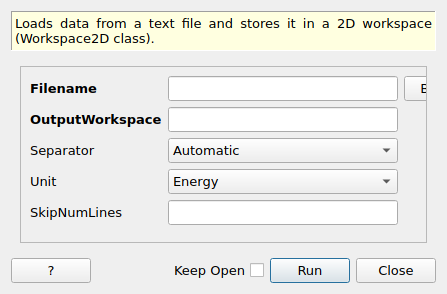 Loads data from a text file and stores it in a 2D workspace
(Workspace2D class).
Filename
OutputWorkspace
Separator Automatic
Unit Energy
SkipNumLines
? Keep Open Run Close